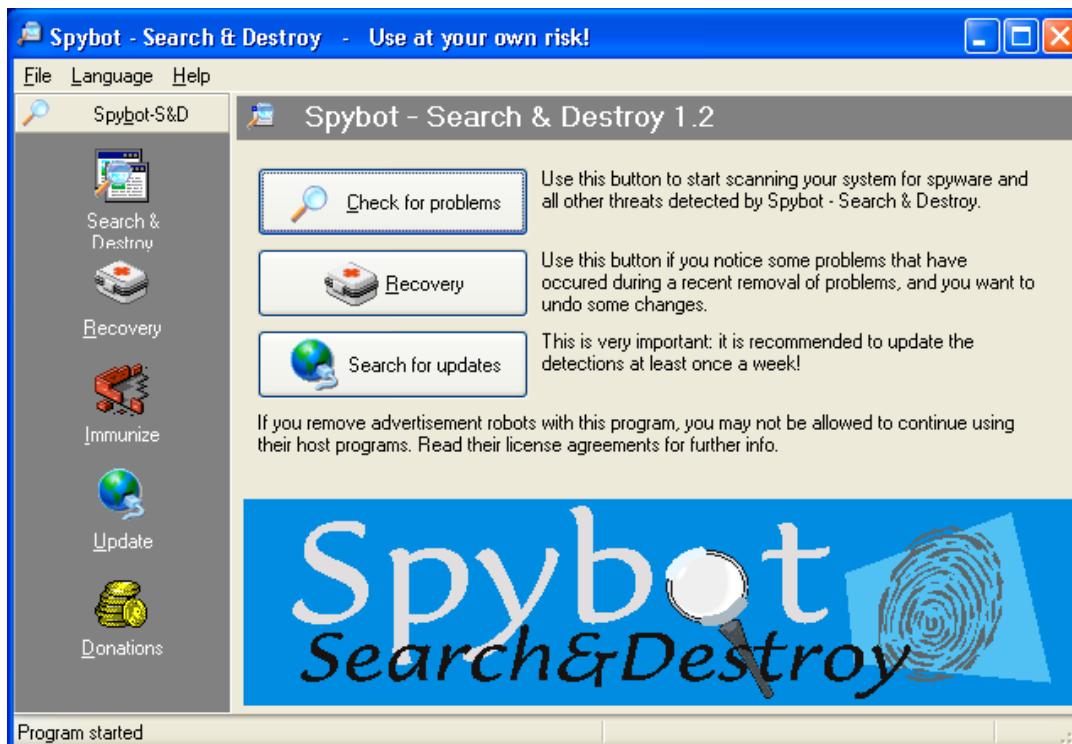 Spybot - Search & Destroy   -   Use at your own risk!
File Language Help
Spybot-S&D
Search &
Destroy
Recovery
Immunize
Update
Donations
Spybot - Search & Destroy 1.2
Check for problems
Use this button to start scanning your system for spyware and
all other threats detected by Spybot - Search & Destroy.
Recovery
Use this button if you notice some problems that have
occured during a recent removal of problems, and you want to
undo some changes.
Search for updates
This is very important: it is recommended to update the
detections at least once a week!
If you remove advertisement robots with this program, you may not be allowed to continue using
their host programs. Read their license agreements for further info.
Spybot
Search&Destroy
Program started